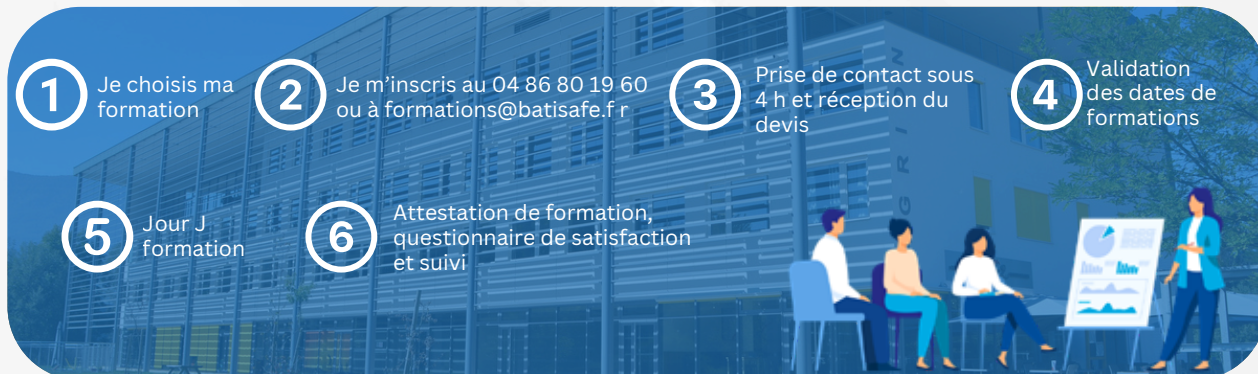 1
Je choisis ma
formation
2
Je m'inscris au 04 86 80 19 60
ou à formations@batisafe.f r
3
Prise de contact sous
4 h et réception du
devis
4
Validation
des dates de
formations
5
Jour J
formation
6
Attestation de formation,
questionnaire de satisfaction
et suivi